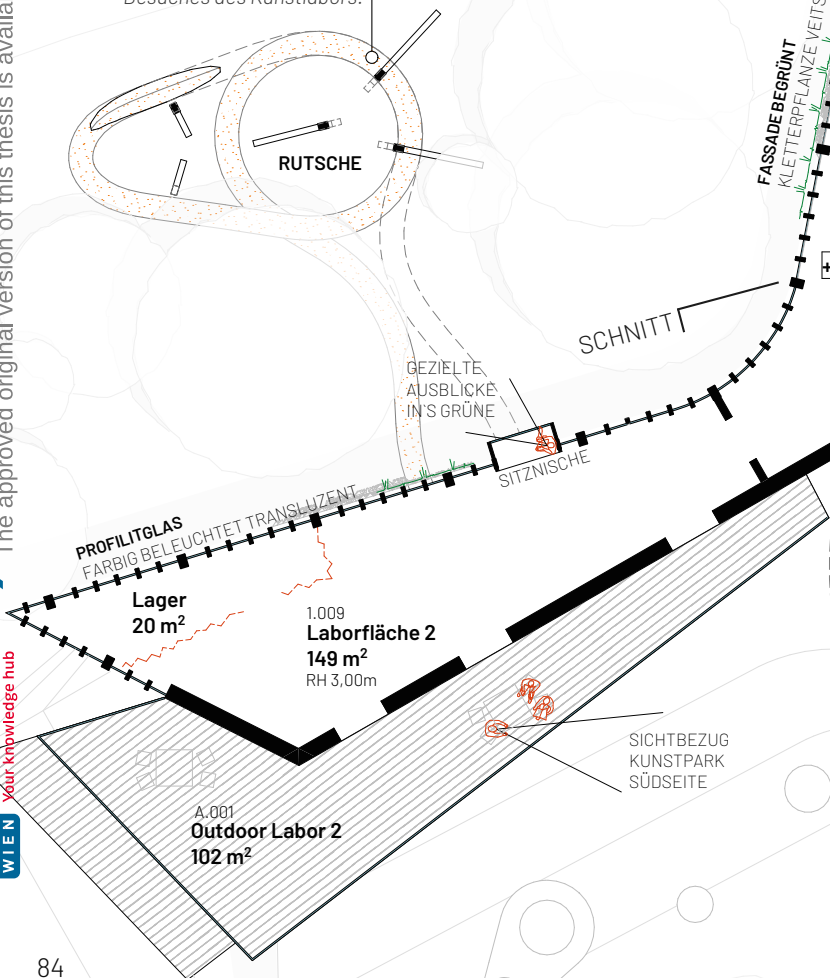 Besuches des Kunstlabors.
RUTSCHE
FASSADE BEGRÜNT
KLETTERPFLANZE VEITS
SCHNITT
GEZIELTE
AUSBLICKE
IN`S GRÜNE
SITZNISCHE
PROFILITGLAS
FARBIG BELEUCHTET TRANSLUZENT
Lager
20 m²
1.009
Laborfläche 2
149 m²
RH 3,00m
SICHTBEZUG
KUNSTPARK
SÜDSEITE
A.001
Outdoor Labor 2
102 m²
84
The approved original version of this thesis is availa
Your knowledge hub
WIEN